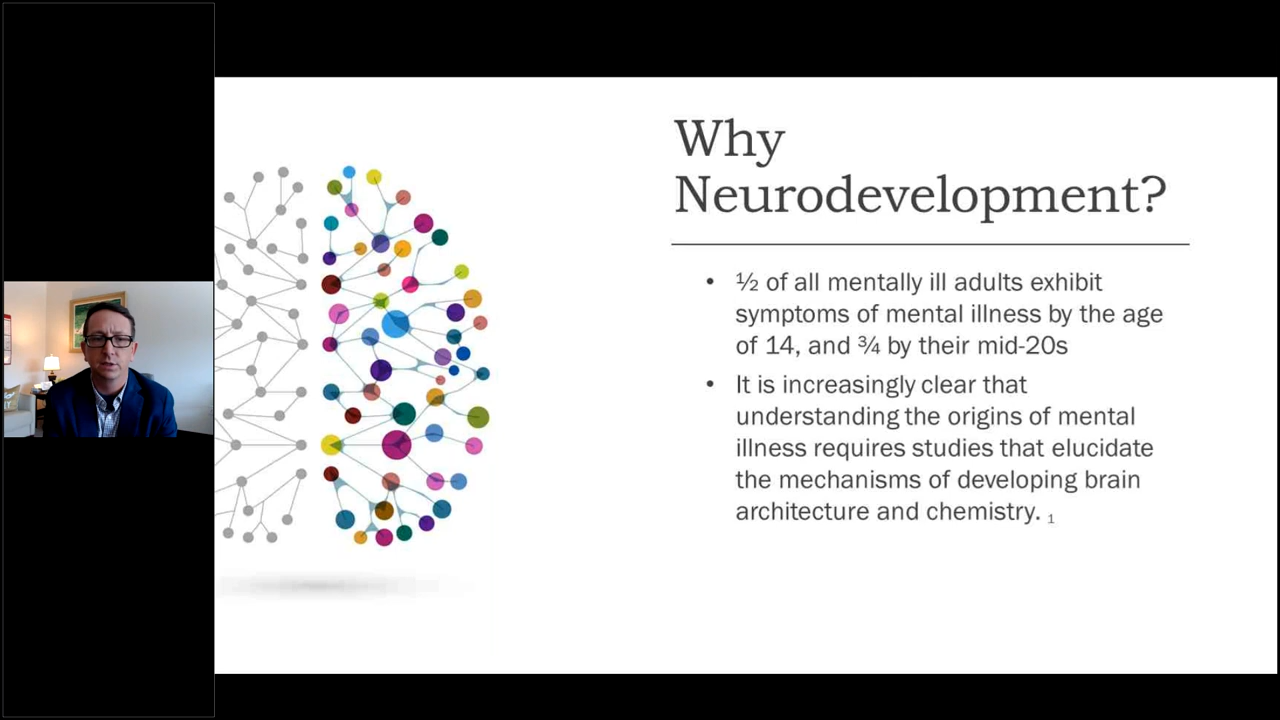 Why
Neurodevelopment?
• ½ of all mentally ill adults exhibit
symptoms of mental illness by the age
of 14, and ¾ by their mid-20s
• It is increasingly clear that
understanding the origins of mental
illness requires studies that elucidate
the mechanisms of developing brain
architecture and chemistry. 1